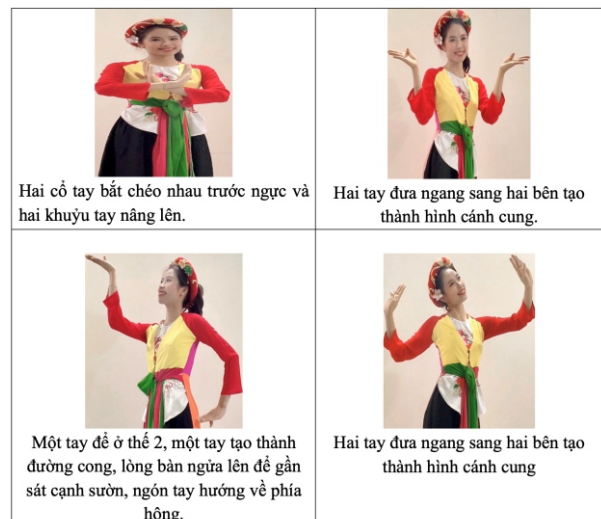 Hai cổ tay bắt chéo nhau trước ngực và
hai khuỷu tay nâng lên.
Hai tay đưa ngang sang hai bên tạo
thành hình cánh cung.
Một tay để ở thế 2, một tay tạo thành
đường cong, lòng bàn ngửa lên để gần
sát cạnh sườn, ngón tay hướng về phía
hông.
Hai tay đưa ngang sang hai bên tạo
thành hình cánh cung